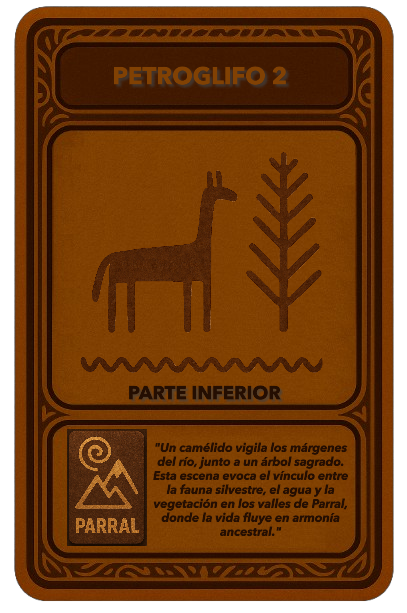 PETROGLIFO 2
PARTE INFERIOR
"Un camélido vigila los márgenes
del río, junto a un árbol sagrado.
Esta escena evoca el vínculo entre
la fauna silvestre, el agua y la
vegetación en los valles de Parral,
donde la vida fluye en armonía
ancestral."
PARRAL